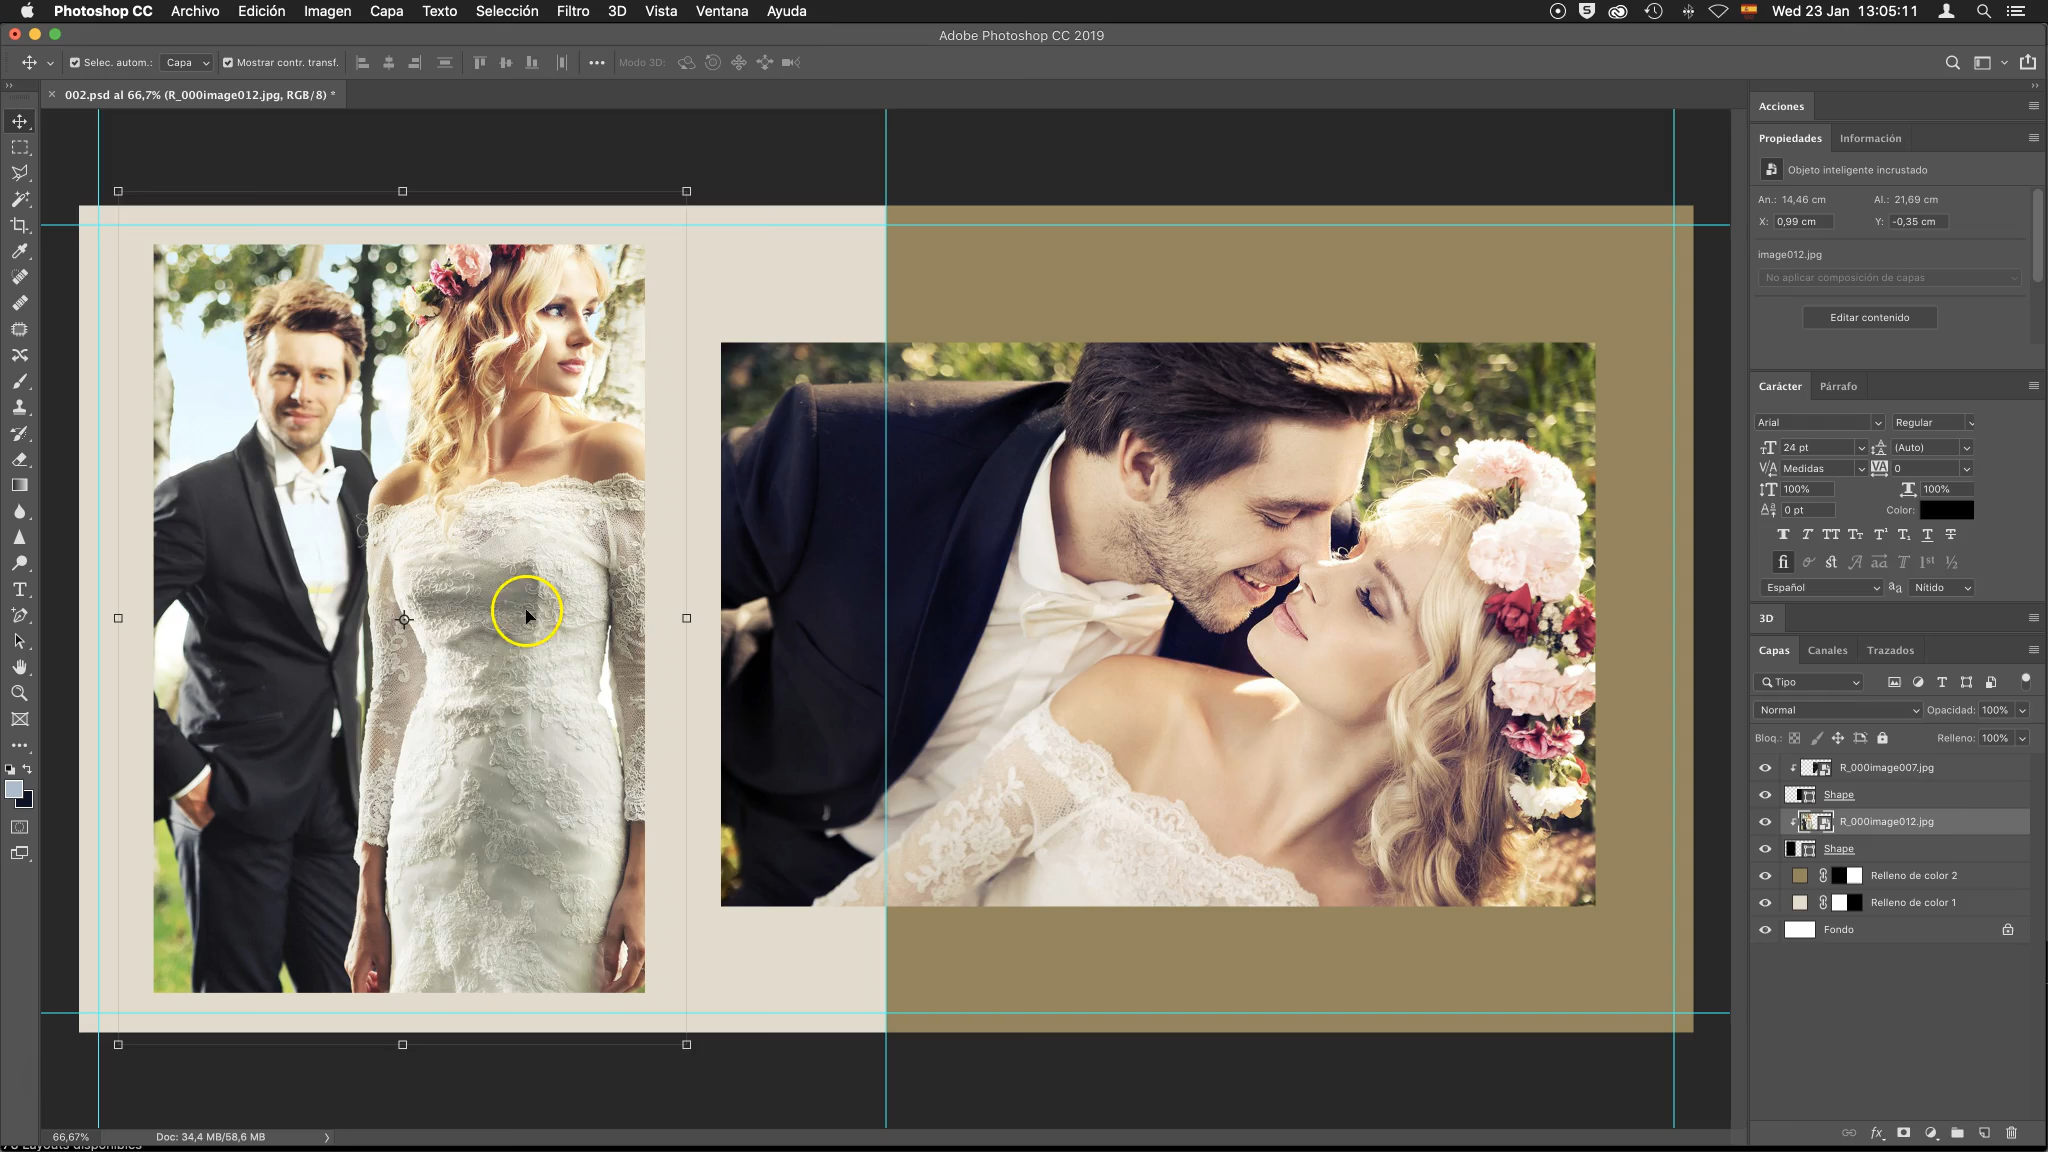 Photoshop CC Archivo Edición Imagen Capa Texto Selección Filtro 3D Vista Ventana Ayuda Wed 23 Jan 13:05:11
Adobe Photoshop CC 2019
Selec. autom.: Capa Mostrar contr. transf. Modo 3D:
002.psd al 66,7% (R_000image012.jpg, RGB/8) *
Acciones
Propiedades Información
Objeto inteligente incrustado
An.: 14,46 cm Al.: 21,69 cm
X: 0,99 cm Y: -0,35 cm
image012.jpg
No aplicar composición de capas
Editar contenido
Carácter Párrafo
Arial Regular
24 pt (Auto)
Medidas 0
100% 100%
0 pt Color:
Español Nítido
3D
Capas Canales Trazados
Tipo
Normal Opacidad: 100%
Bloq.: Relleno: 100%
R_000image007.jpg
Shape
R_000image012.jpg
Shape
Relleno de color 2
Relleno de color 1
Fondo
66,67% Doc: 34,4 MB/58,6 MB